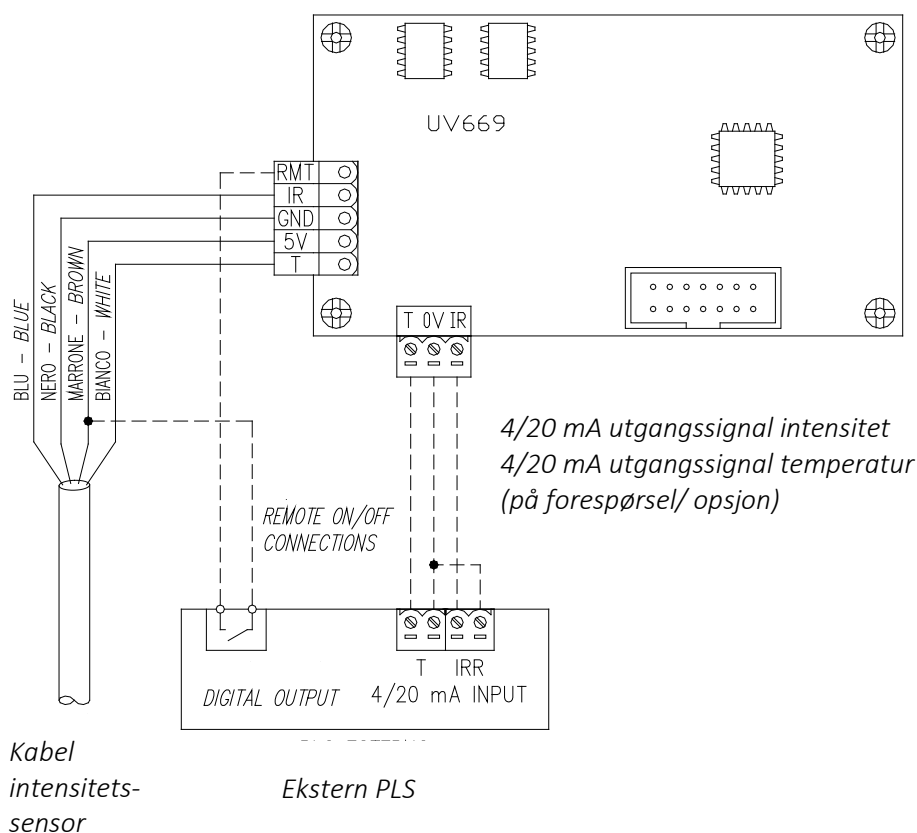 UV669
RMT
IR
GND
5V
T
BLU – BLUE
NERO – BLACK
MARRONE – BROWN
BIANCO – WHITE
T 0V IR
4/20 mA utgangssignal intensitet
4/20 mA utgangssignal temperatur
(på forespørsel/ opsjon)
REMOTE ON/OFF
CONNECTIONS
T IRR
DIGITAL OUTPUT 4/20 mA INPUT
Kabel
intensitets-
sensor
Ekstern PLS